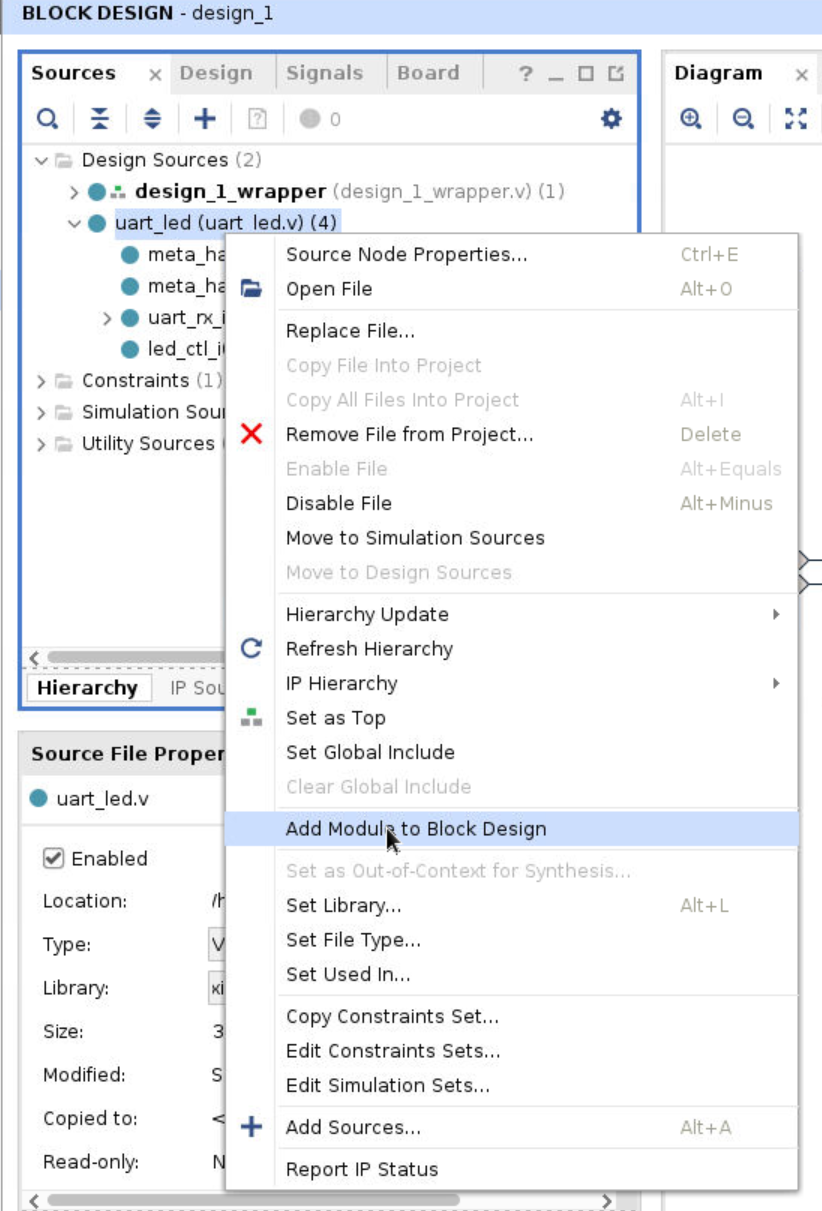 BLOCK DESIGN - design_1
Sources × Design Signals Board ? Diagram ×
0
Design Sources (2)
design_1_wrapper (design_1_wrapper.v) (1)
uart_led (uart_led.v) (4)
meta_ha
meta_ha
uart_rx_i
led_ctl_i
Constraints (1)
Simulation Sour
Utility Sources
Hierarchy IP Sou
Source File Proper
uart_led.v
Enabled
Location: /h
Type: V
Library: xi
Size: 3
Modified: S
Copied to: <
Read-only: N
Source Node Properties... Ctrl+E
Open File Alt+O
Replace File...
Copy File Into Project
Copy All Files Into Project Alt+I
Remove File from Project... Delete
Enable File Alt+Equals
Disable File Alt+Minus
Move to Simulation Sources
Move to Design Sources
Hierarchy Update
Refresh Hierarchy
IP Hierarchy
Set as Top
Set Global Include
Clear Global Include
Add Module to Block Design
Set as Out-of-Context for Synthesis...
Set Library... Alt+L
Set File Type...
Set Used In...
Copy Constraints Set...
Edit Constraints Sets...
Edit Simulation Sets...
Add Sources... Alt+A
Report IP Status